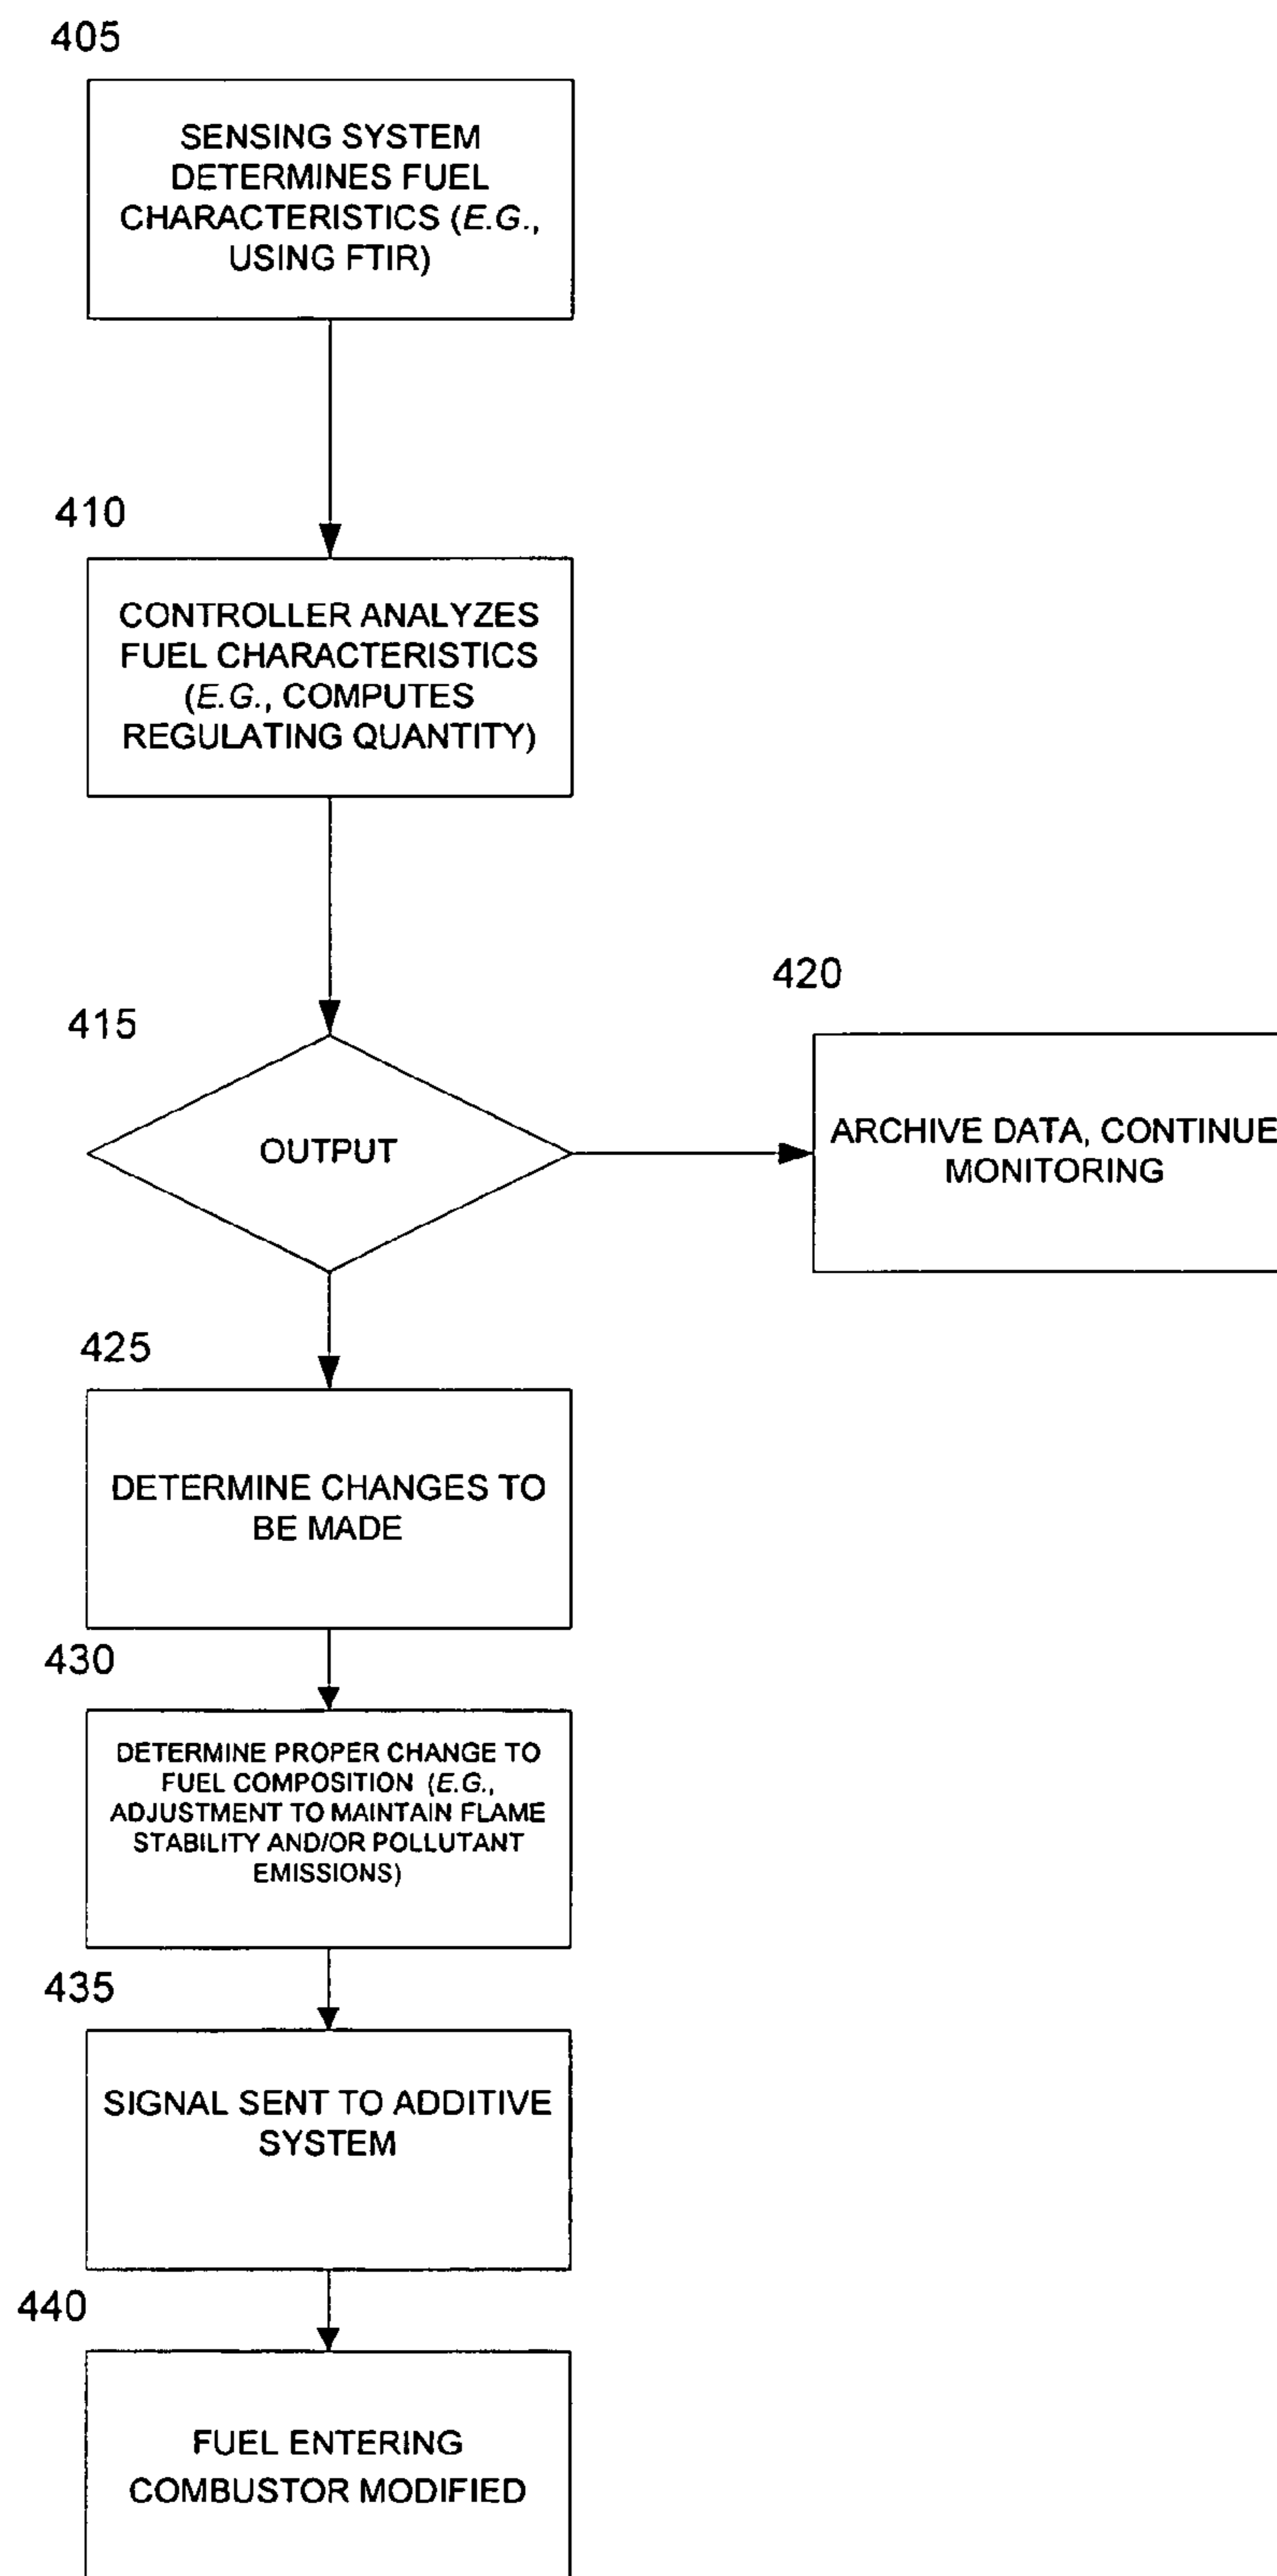 405
SENSING SYSTEM
DETERMINES FUEL
CHARACTERISTICS (E.G.,
USING FTIR)
410
CONTROLLER ANALYZES
FUEL CHARACTERISTICS
(E.G., COMPUTES
REGULATING QUANTITY)
415
OUTPUT
420
ARCHIVE DATA, CONTINUE
MONITORING
425
DETERMINE CHANGES TO
BE MADE
430
DETERMINE PROPER CHANGE TO
FUEL COMPOSITION (E.G.,
ADJUSTMENT TO MAINTAIN FLAME
STABILITY AND/OR POLLUTANT
EMISSIONS)
435
SIGNAL SENT TO ADDITIVE
SYSTEM
440
FUEL ENTERING
COMBUSTOR MODIFIED